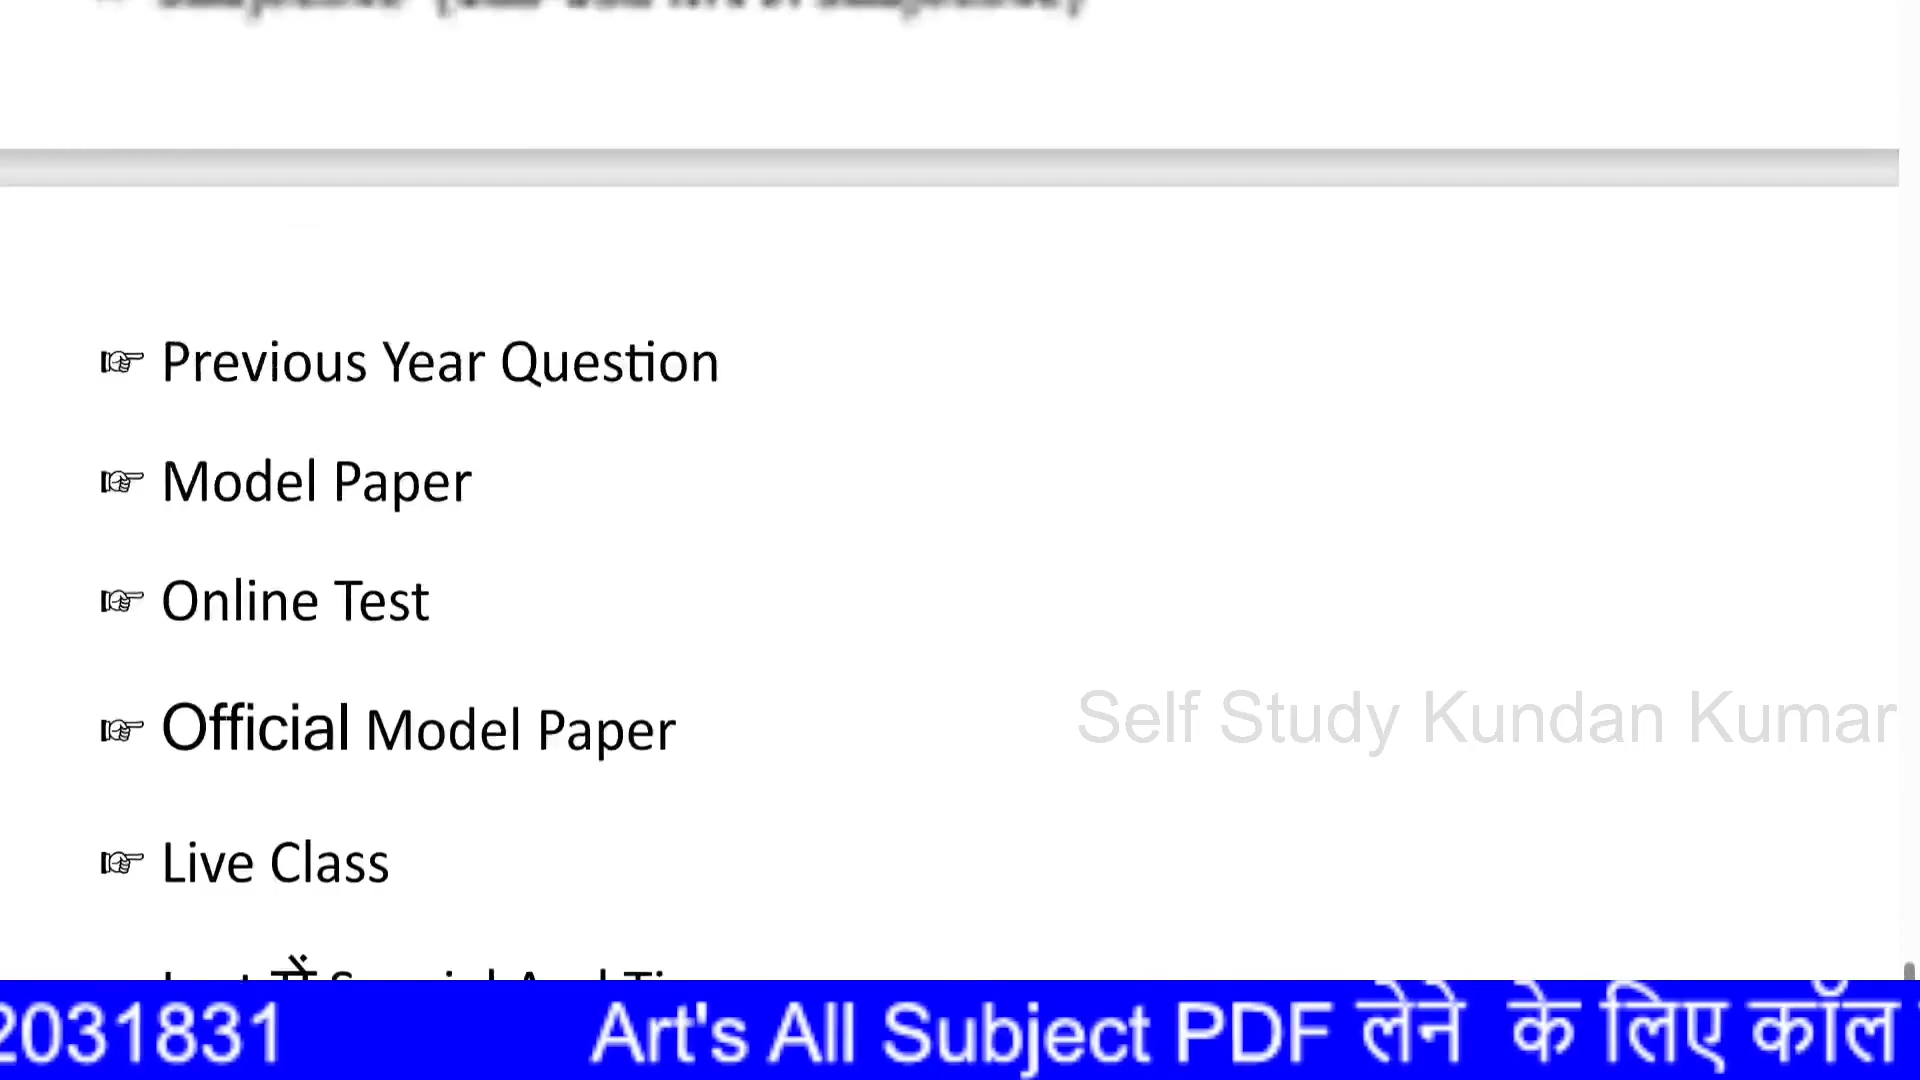 ☞ Previous Year Question
☞ Model Paper
☞ Online Test
☞ Official Model Paper
Self Study Kundan Kumar
☞ Live Class
2031831 Art's All Subject PDF लेने के लिए कॉल